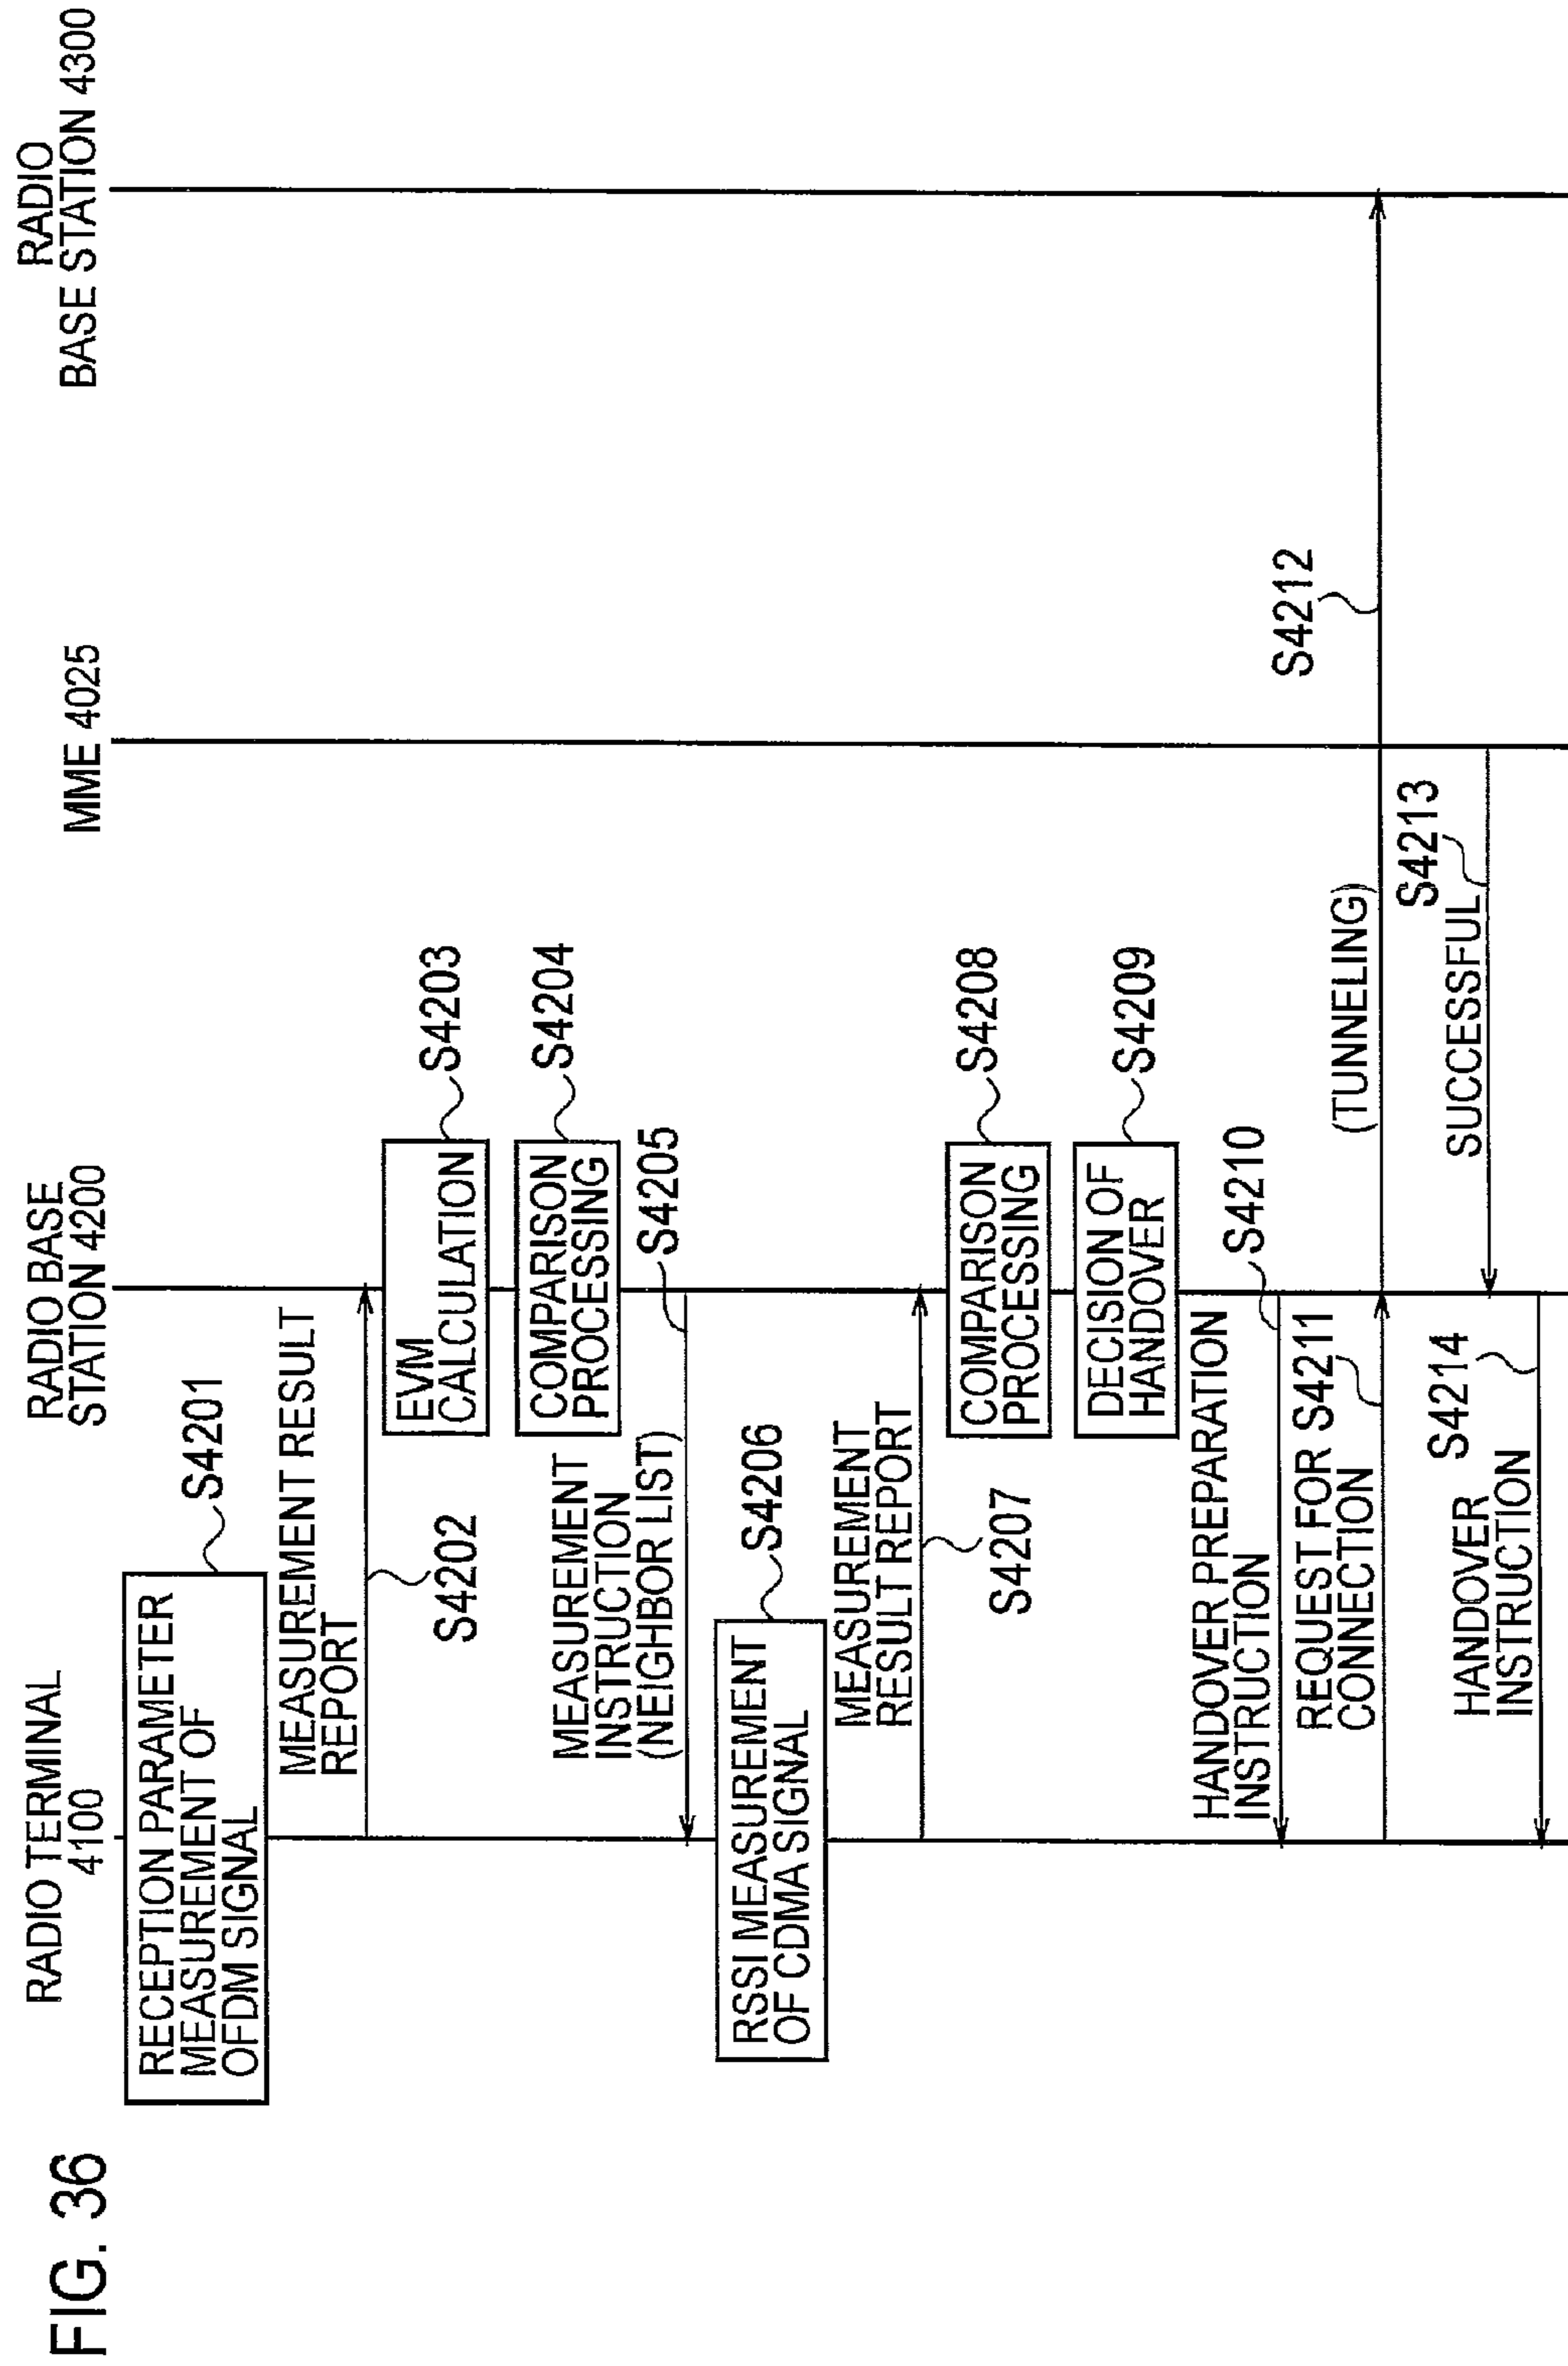 FIG. 36
RADIO TERMINAL
4100
RADIO BASE
STATION 4200
MME 4025
RADIO
BASE STATION 4300
RECEPTION PARAMETER
MEASUREMENT OF
OFDM SIGNAL
S4201
MEASUREMENT RESULT
REPORT
S4202
EVM
CALCULATION
S4203
COMPARISON
PROCESSING
S4204
MEASUREMENT
INSTRUCTION
(NEIGHBOR LIST)
S4205
RSSI MEASUREMENT
OF CDMA SIGNAL
S4206
MEASUREMENT
RESULT REPORT
S4207
COMPARISON
PROCESSING
S4208
DECISION OF
HANDOVER
S4209
HANDOVER PREPARATION
INSTRUCTION
S4210
REQUEST FOR
CONNECTION
S4211
(TUNNELING)
S4212
SUCCESSFUL
S4213
HANDOVER
INSTRUCTION
S4214